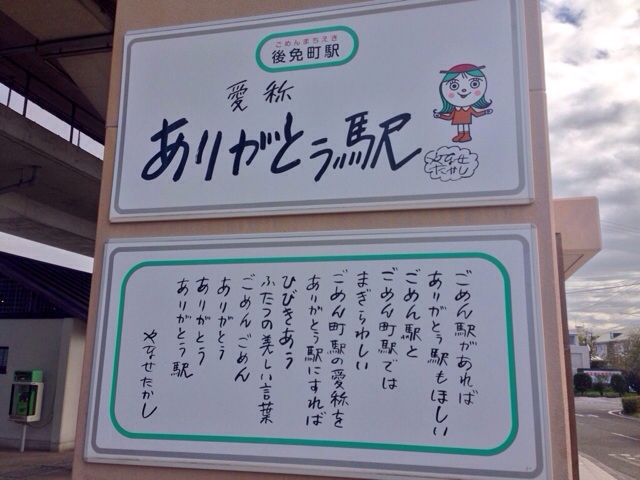 ごめんまちえき
後免町駅
愛称
ありがとう駅
やなせ
たかし
ごめん駅があれば
ありがとう駅もほしい
ごめん駅と
ごめん町駅では
まぎらわしい
ごめん町駅の愛称を
ありがとう駅にすれば
ひびきあう
ふたつの美しい言葉
ごめんごめん
ありがとう
ありがとう
ありがとう駅
やなせたかし